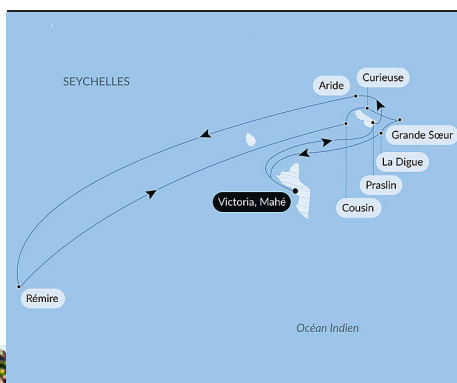 SEYCHELLES
Curieuse
Aride
Grande Sœur
La Digue
Praslin
Victoria, Mahé
Cousin
Rémire
Océan Indien